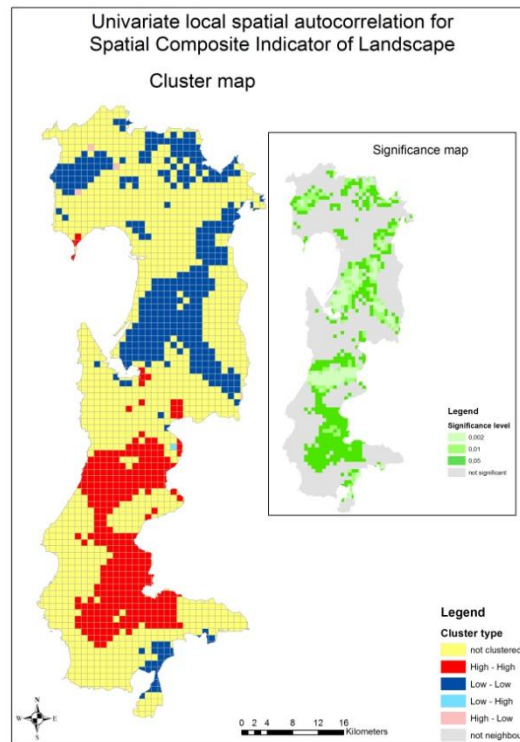 Univariate local spatial autocorrelation for
Spatial Composite Indicator of Landscape
Cluster map
Significance map
Legend
Significance level
0,002
0,01
0,05
not significant
Legend
Cluster type
not clustered
High - High
Low - Low
Low - High
High - Low
not neighbou
N
W E
S
0 2 4 8 12 16
Kilometers